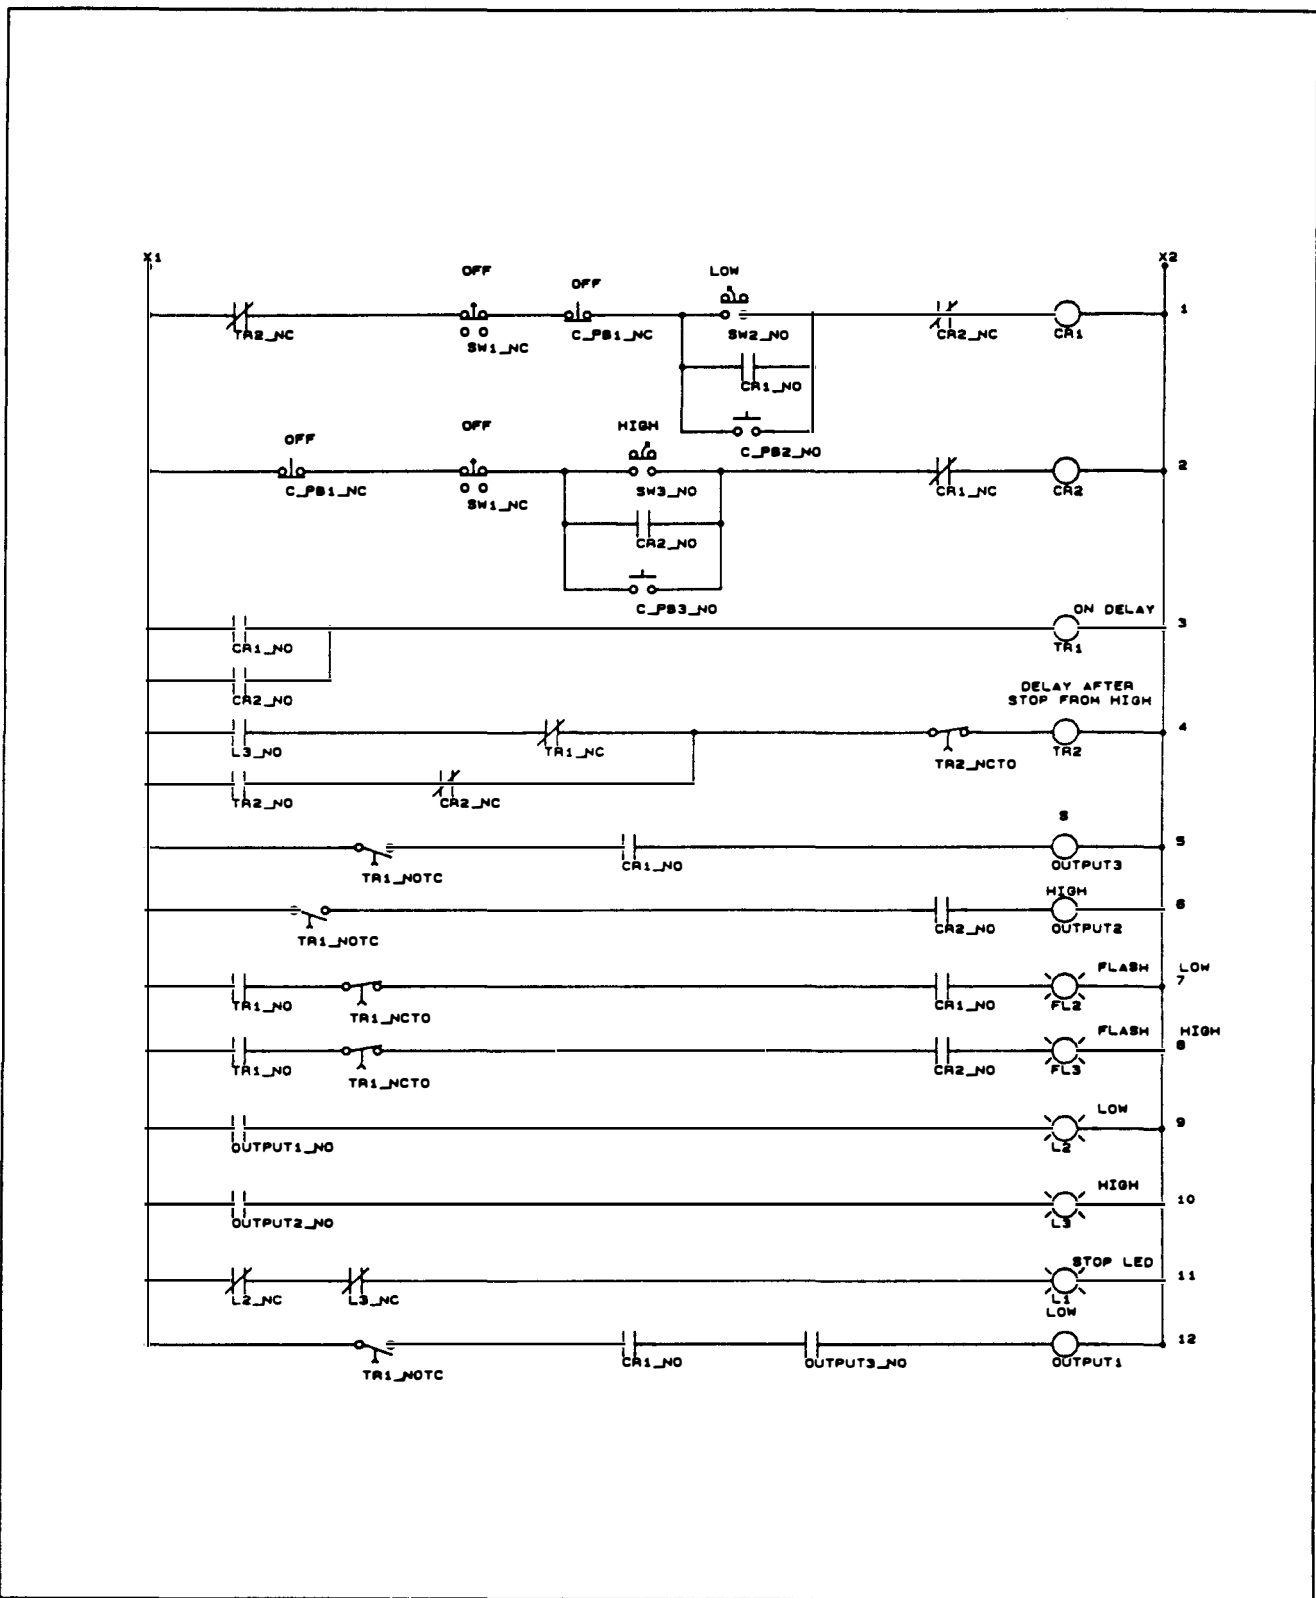 X1
X2
OFF
OFF
LOW
1
TR2_NC
SW1_NC
C_PB1_NC
SW2_NO
CR2_NC
CR1
CR1_NO
C_PB2_NO
OFF
OFF
HIGH
2
C_PB1_NC
SW1_NC
SW3_NO
CR1_NC
CR2
CR2_NO
C_PB3_NO
ON DELAY
3
CR1_NO
TR1
CR2_NO
DELAY AFTER
STOP FROM HIGH
4
L3_NO
TR1_NC
TR2_NCTO
TR2
TR2_NO
CR2_NC
S
5
TR1_NOTC
CR1_NO
OUTPUT3
HIGH
6
TR1_NOTC
CR2_NO
OUTPUT2
FLASH
LOW
7
TR1_NO
TR1_NCTO
CR1_NO
FL2
FLASH
HIGH
8
TR1_NO
TR1_NCTO
CR2_NO
FL3
LOW
9
OUTPUT1_NO
L2
HIGH
10
OUTPUT2_NO
L3
STOP LED
11
L2_NC
L3_NC
L1
LOW
12
TR1_NOTC
CR1_NO
OUTPUT3_NO
OUTPUT1